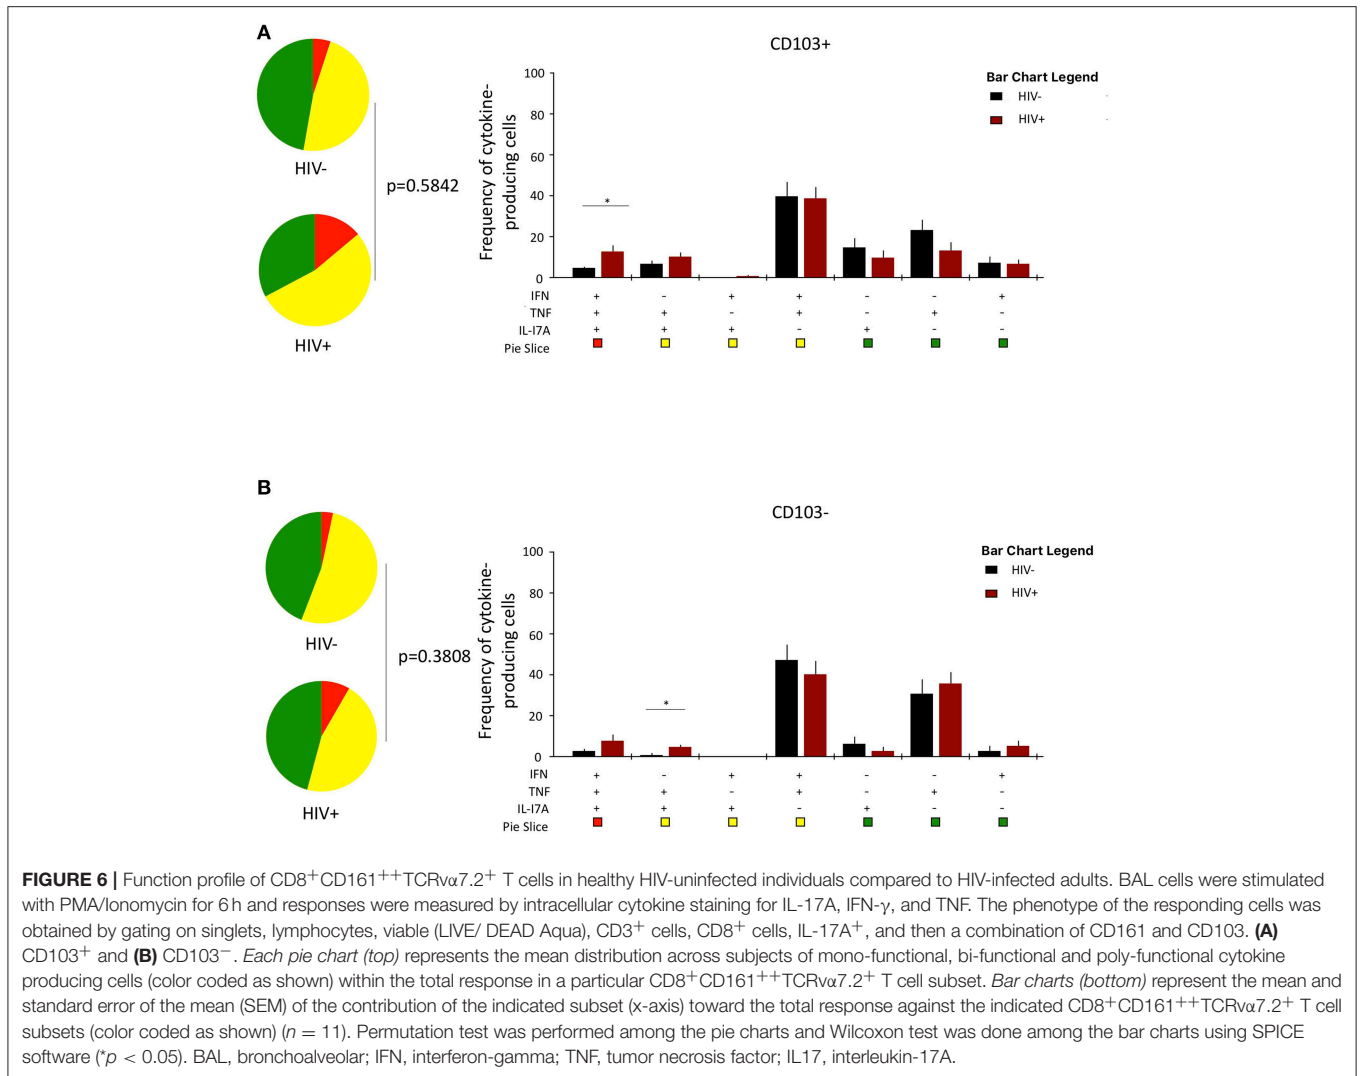 A
CD103+
HIV-
p=0.5842
HIV+
Frequency of cytokine-
producing cells
100
80
60
40
20
0
*
Bar Chart Legend
HIV-
HIV+
IFN + - + + - - +
TNF + + - + - + -
IL-I7A + + + - + - -
Pie Slice
B
CD103-
HIV-
p=0.3808
HIV+
Frequency of cytokine-
producing cells
100
80
60
40
20
0
*
Bar Chart Legend
HIV-
HIV+
IFN + - + + - - +
TNF + + - + - + -
IL-I7A + + + - + - -
Pie Slice
FIGURE 6 | Function profile of CD8⁺CD161⁺⁺TCRvα7.2⁺ T cells in healthy HIV-uninfected individuals compared to HIV-infected adults. BAL cells were stimulated
with PMA/Ionomycin for 6 h and responses were measured by intracellular cytokine staining for IL-17A, IFN-γ, and TNF. The phenotype of the responding cells was
obtained by gating on singlets, lymphocytes, viable (LIVE/ DEAD Aqua), CD3⁺ cells, CD8⁺ cells, IL-17A⁺, and then a combination of CD161 and CD103. (A)
CD103⁺ and (B) CD103⁻. Each pie chart (top) represents the mean distribution across subjects of mono-functional, bi-functional and poly-functional cytokine
producing cells (color coded as shown) within the total response in a particular CD8⁺CD161⁺⁺TCRvα7.2⁺ T cell subset. Bar charts (bottom) represent the mean and
standard error of the mean (SEM) of the contribution of the indicated subset (x-axis) toward the total response against the indicated CD8⁺CD161⁺⁺TCRvα7.2⁺ T cell
subsets (color coded as shown) (n = 11). Permutation test was performed among the pie charts and Wilcoxon test was done among the bar charts using SPICE
software (*p < 0.05). BAL, bronchoalveolar; IFN, interferon-gamma; TNF, tumor necrosis factor; IL17, interleukin-17A.